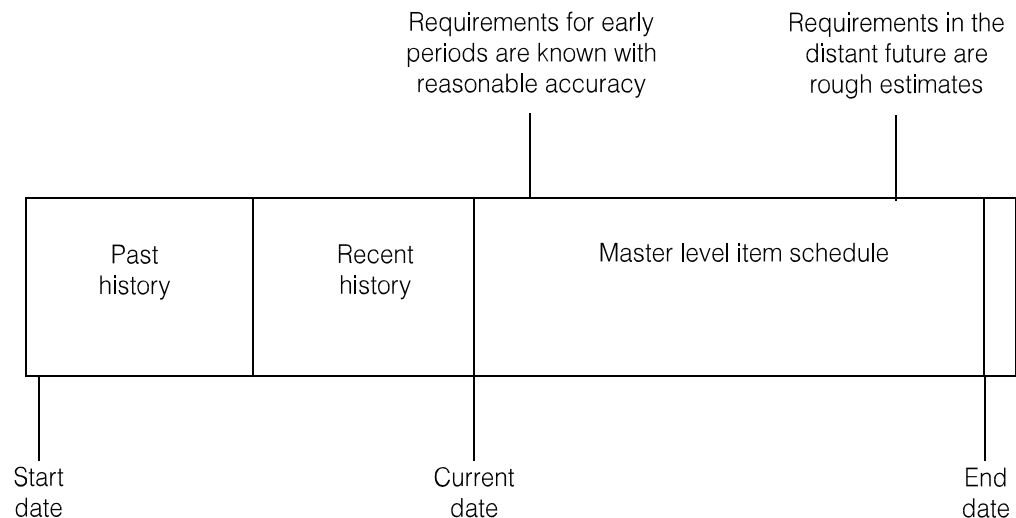 Requirements for early
periods are known with
reasonable accuracy
Requirements in the
distant future are
rough estimates
Past
history
Recent
history
Master level item schedule
Start
date
Current
date
End
date